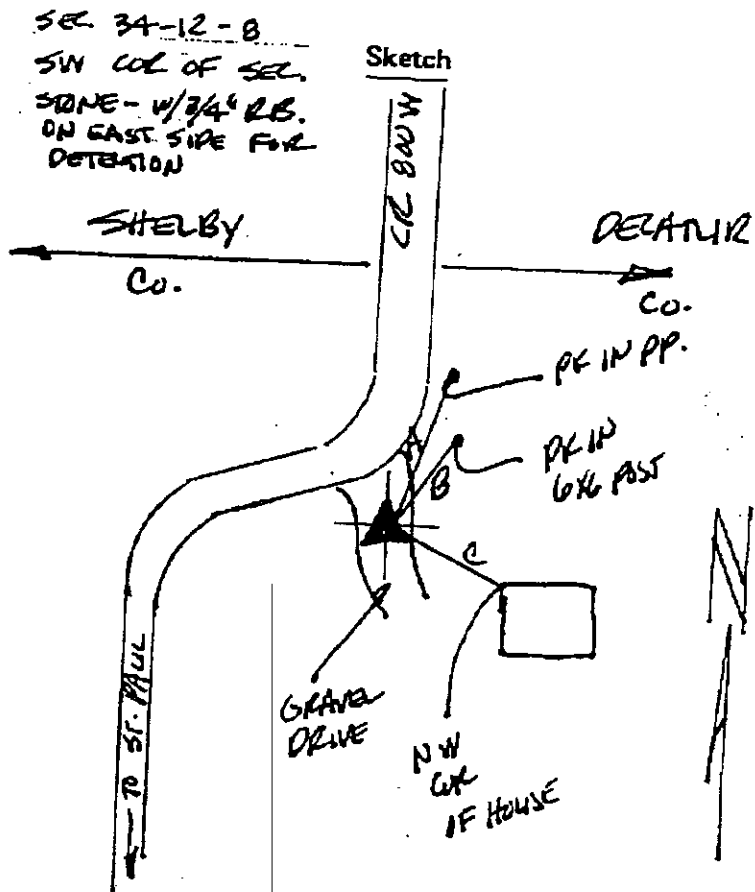 SEC. 34-12-8
SW COR OF SEC.
STONE - W/3/4" R.B.
ON EAST SIDE FOR
DETECTION
Sketch
CR 800 W
SHELBY
Co.
DECATUR
Co.
PK IN PP.
PK IN
6X6 POST
A
B
C
N
GRAVEL
DRIVE
NW
COR
OF HOUSE
TO ST. PAUL